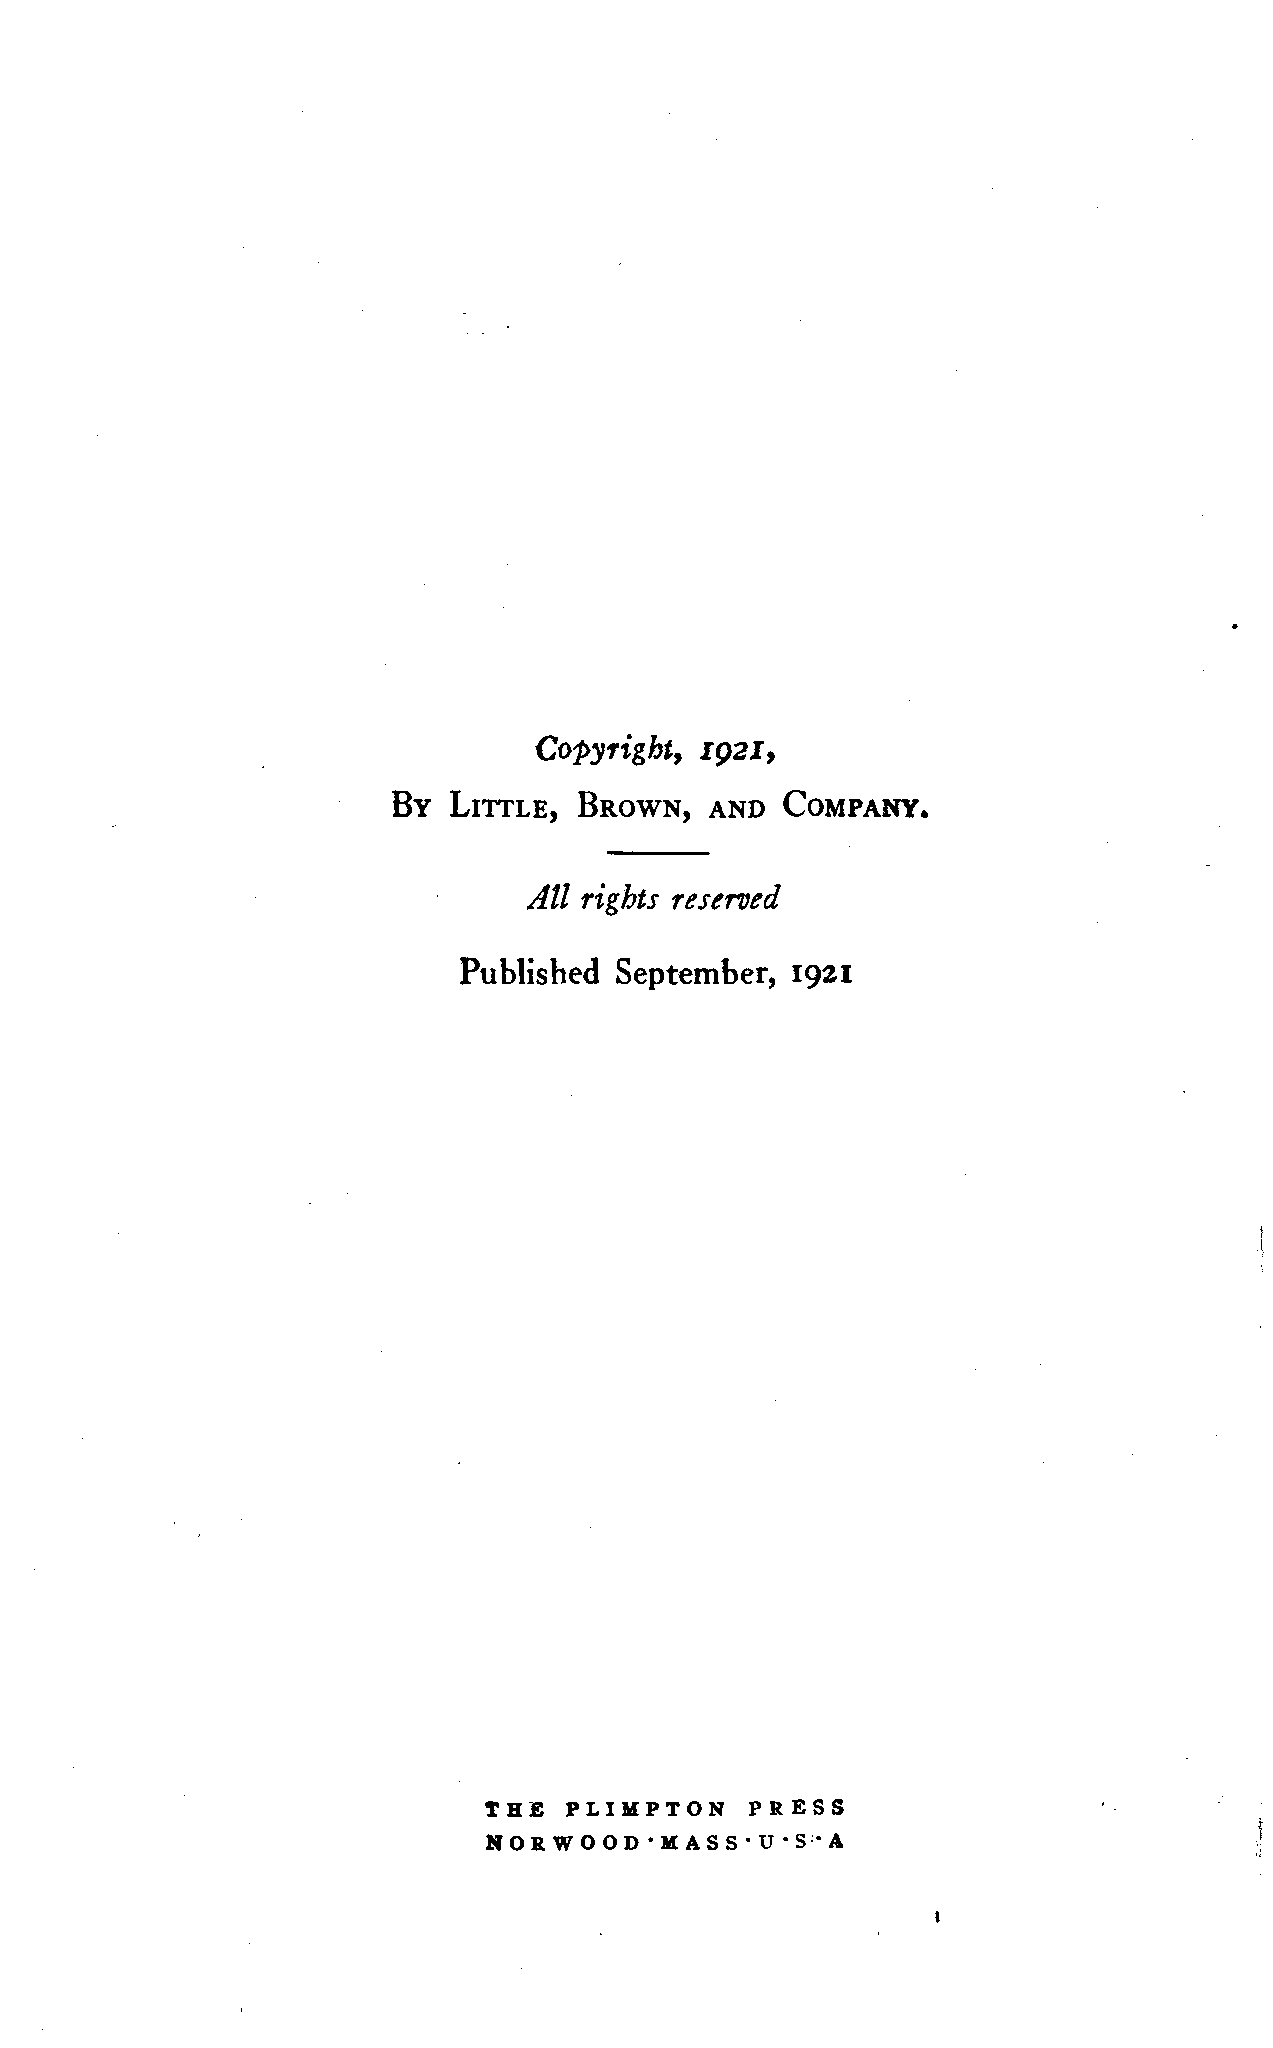 Copyright, 1921,
By Little, Brown, and Company.
All rights reserved
Published September, 1921
THE PLIMPTON PRESS
NORWOOD·MASS·U·S·A